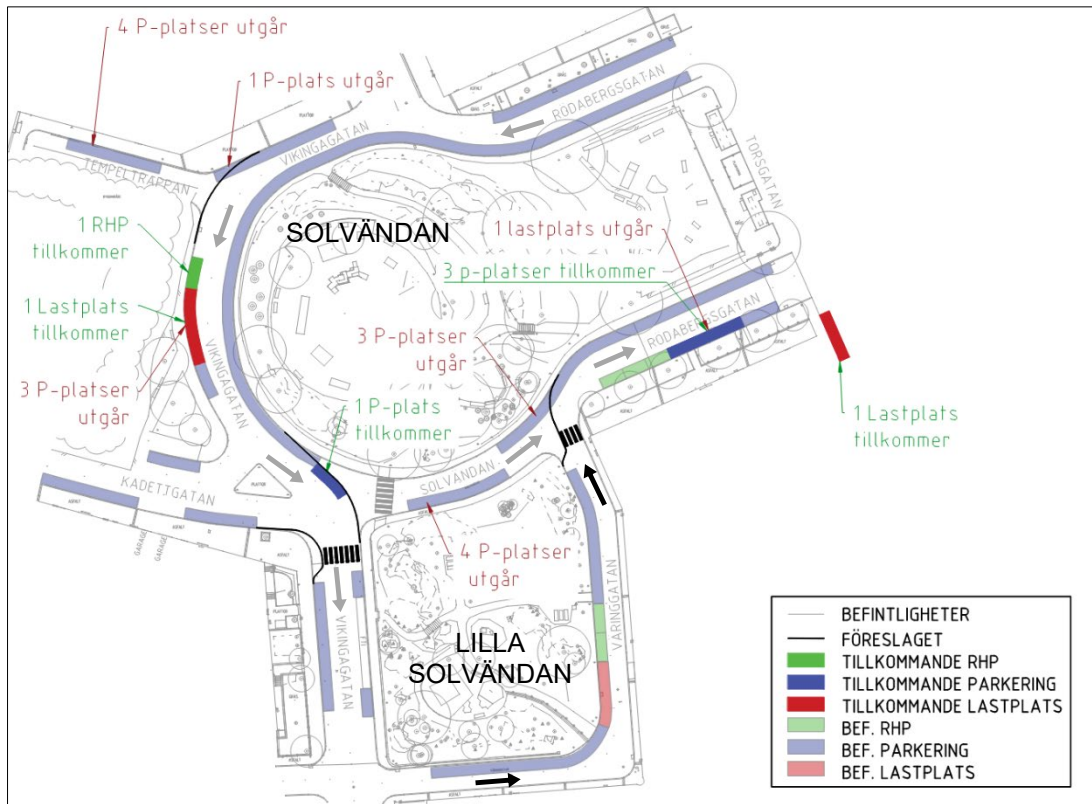 4 P-platser utgår
1 P-plats utgår
RÖDABERGSGATAN
VIKINGAGATAN
TEMPELTRAPPAN
TORSGATAN
1 RHP
tillkommer
SOLVÄNDAN
1 lastplats utgår
3 p-platser tillkommer
1 Lastplats
tillkommer
3 P-platser
utgår
RÖDABERGSGATAN
3 P-platser
utgår
VIKINGAGATAN
1 P-plats
tillkommer
1 Lastplats
tillkommer
KADETTGATAN
SOLVÄNDAN
GARAGE
GARAGE
4 P-platser
utgår
VIKINGAGATAN
LILLA
SOLVÄNDAN
VÄRINGGATAN
BEFINTLIGHETER
FÖRESLAGET
TILLKOMMANDE RHP
TILLKOMMANDE PARKERING
TILLKOMMANDE LASTPLATS
BEF. RHP
BEF. PARKERING
BEF. LASTPLATS